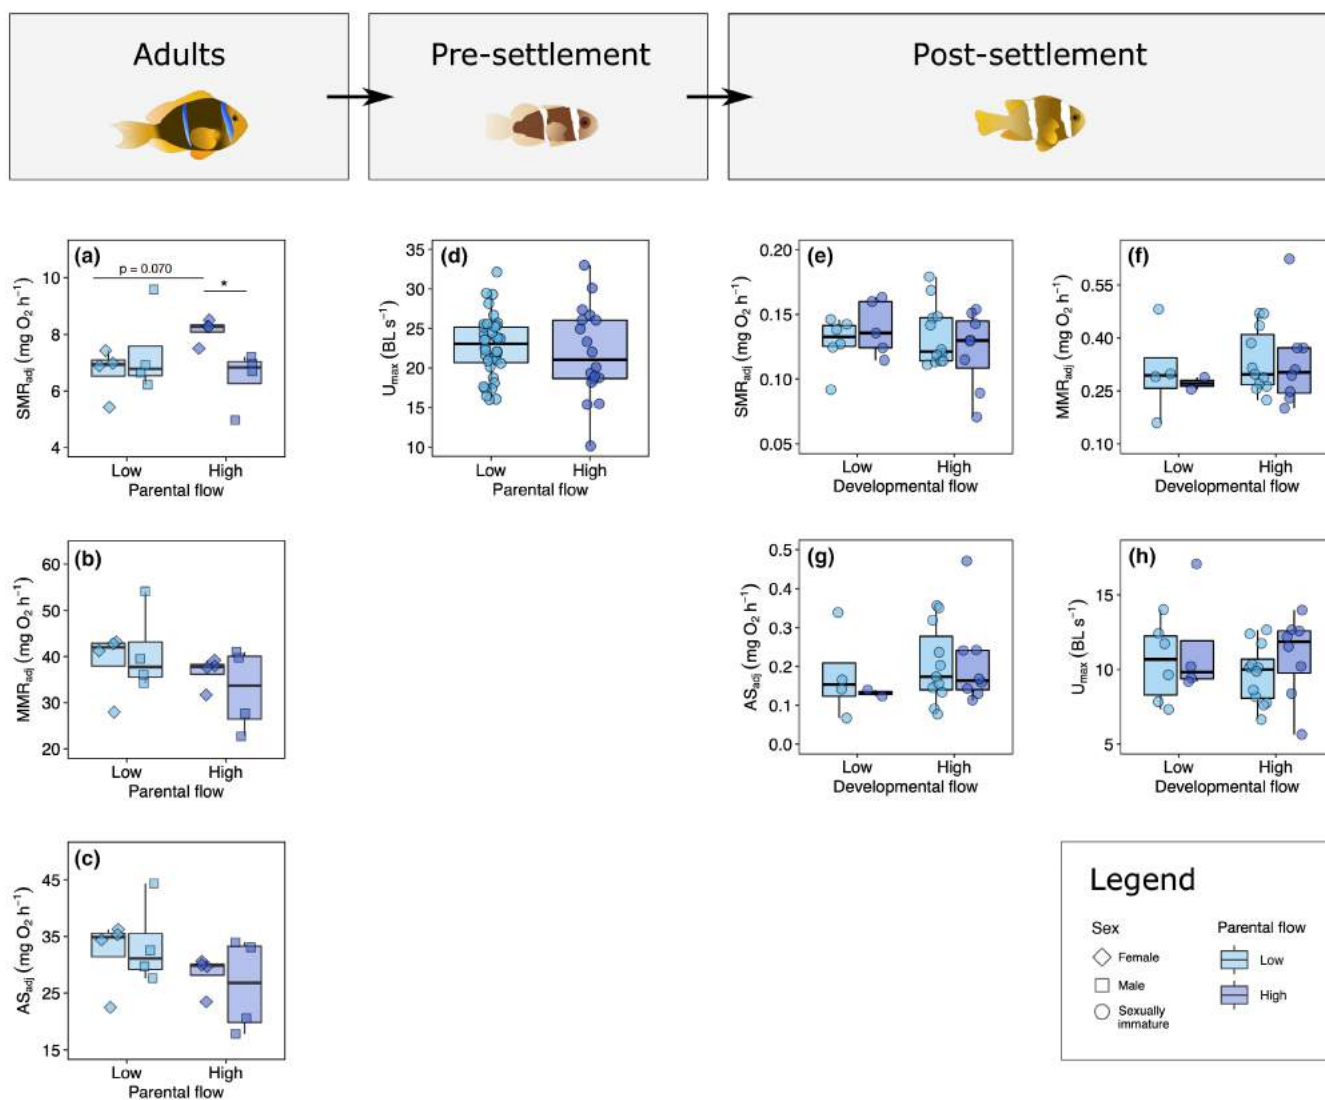 Adults
Pre-settlement
Post-settlement
(a)
p = 0.070
*
10
8
6
4
SMRadj (mg O2 h−1)
Low High
Parental flow
(d)
35
30
25
20
15
10
Umax (BL s−1)
Low High
Parental flow
(e)
0.20
0.15
0.10
0.05
SMRadj (mg O2 h−1)
Low High
Developmental flow
(f)
0.55
0.40
0.25
0.10
MMRadj (mg O2 h−1)
Low High
Developmental flow
(b)
60
50
40
30
20
MMRadj (mg O2 h−1)
Low High
Parental flow
(g)
0.5
0.4
0.3
0.2
0.1
0.0
ASadj (mg O2 h−1)
Low High
Developmental flow
(h)
15
10
5
Umax (BL s−1)
Low High
Developmental flow
(c)
45
35
25
15
ASadj (mg O2 h−1)
Low High
Parental flow
Legend
Sex
Female
Male
Sexually
immature
Parental flow
Low
High